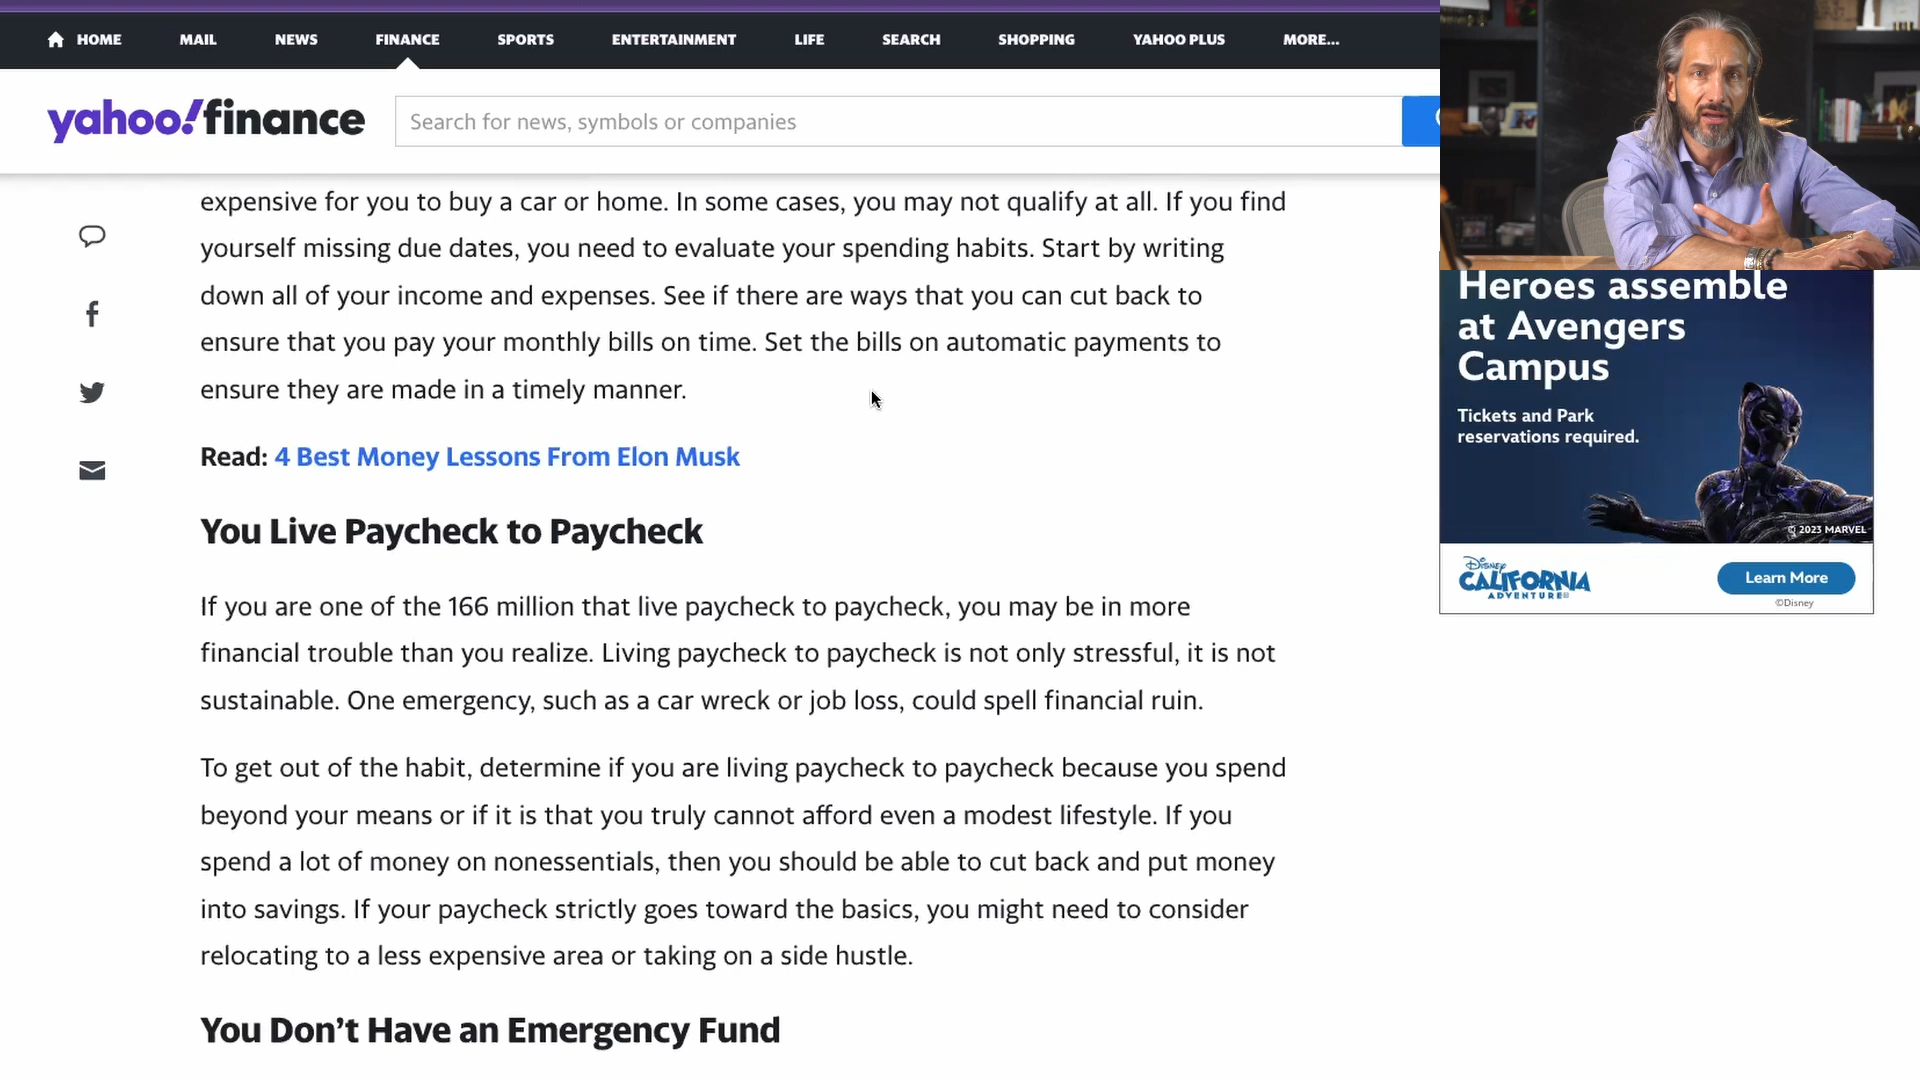 HOME MAIL NEWS FINANCE SPORTS ENTERTAINMENT LIFE SEARCH SHOPPING YAHOO PLUS MORE...
yahoo!finance
Search for news, symbols or companies
expensive for you to buy a car or home. In some cases, you may not qualify at all. If you find
yourself missing due dates, you need to evaluate your spending habits. Start by writing
down all of your income and expenses. See if there are ways that you can cut back to
ensure that you pay your monthly bills on time. Set the bills on automatic payments to
ensure they are made in a timely manner.
Read: 4 Best Money Lessons From Elon Musk
You Live Paycheck to Paycheck
If you are one of the 166 million that live paycheck to paycheck, you may be in more
financial trouble than you realize. Living paycheck to paycheck is not only stressful, it is not
sustainable. One emergency, such as a car wreck or job loss, could spell financial ruin.
To get out of the habit, determine if you are living paycheck to paycheck because you spend
beyond your means or if it is that you truly cannot afford even a modest lifestyle. If you
spend a lot of money on nonessentials, then you should be able to cut back and put money
into savings. If your paycheck strictly goes toward the basics, you might need to consider
relocating to a less expensive area or taking on a side hustle.
You Don't Have an Emergency Fund
Heroes assemble
at Avengers
Campus
Tickets and Park
reservations required.
© 2023 MARVEL
Disney
CALIFORNIA
ADVENTURE
Learn More
©Disney